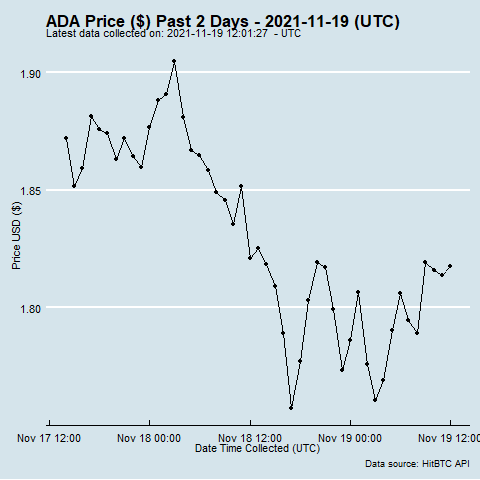 ADA Price ($) Past 2 Days - 2021-11-19 (UTC)
Latest data collected on: 2021-11-19 12:01:27 - UTC
1.90
1.85
1.80
Price USD ($)
Nov 17 12:00 Nov 18 00:00 Nov 18 12:00 Nov 19 00:00 Nov 19 12:00
Date Time Collected (UTC)
Data source: HitBTC API